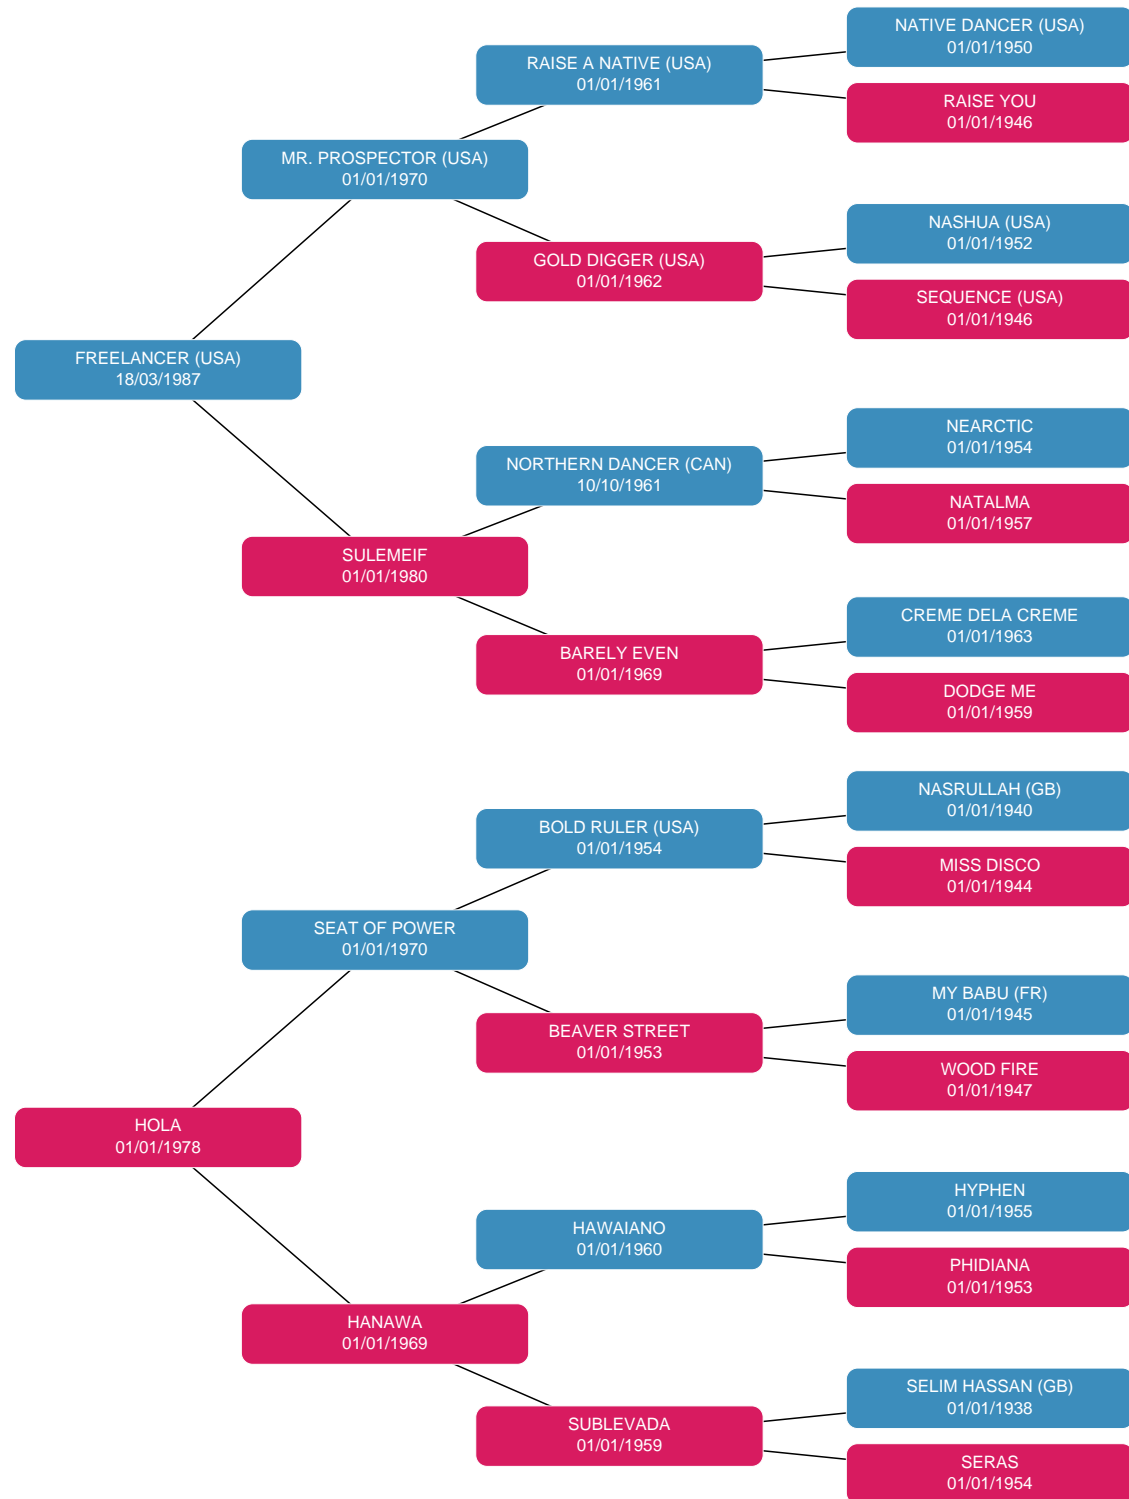 NATIVE DANCER (USA)
01/01/1950
RAISE A NATIVE (USA)
01/01/1961
RAISE YOU
01/01/1946
MR. PROSPECTOR (USA)
01/01/1970
NASHUA (USA)
01/01/1952
GOLD DIGGER (USA)
01/01/1962
SEQUENCE (USA)
01/01/1946
FREELANCER (USA)
18/03/1987
NEARCTIC
01/01/1954
NORTHERN DANCER (CAN)
10/10/1961
NATALMA
01/01/1957
SULEMEIF
01/01/1980
CREME DELA CREME
01/01/1963
BARELY EVEN
01/01/1969
DODGE ME
01/01/1959
NASRULLAH (GB)
01/01/1940
BOLD RULER (USA)
01/01/1954
MISS DISCO
01/01/1944
SEAT OF POWER
01/01/1970
MY BABU (FR)
01/01/1945
BEAVER STREET
01/01/1953
WOOD FIRE
01/01/1947
HOLA
01/01/1978
HYPHEN
01/01/1955
HAWAIANO
01/01/1960
PHIDIANA
01/01/1953
HANAWA
01/01/1969
SELIM HASSAN (GB)
01/01/1938
SUBLEVADA
01/01/1959
SERAS
01/01/1954